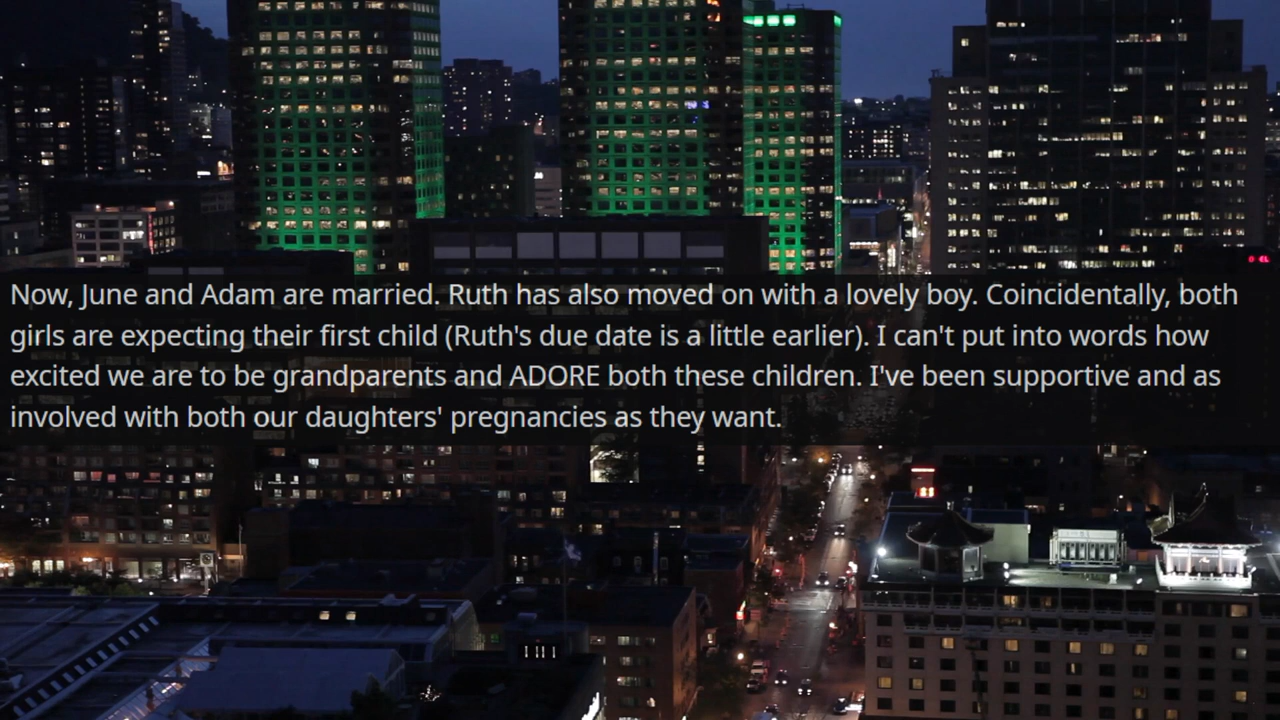 Now, June and Adam are married. Ruth has also moved on with a lovely boy. Coincidentally, both
girls are expecting their first child (Ruth's due date is a little earlier). I can't put into words how
excited we are to be grandparents and ADORE both these children. I've been supportive and as
involved with both our daughters' pregnancies as they want.